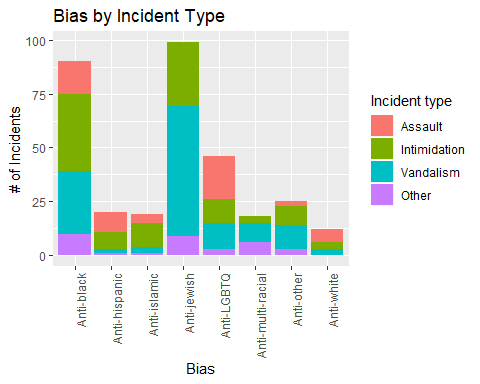 Bias by Incident Type
# of Incidents
100
75
50
25
0
Anti-black
Anti-hispanic
Anti-islamic
Anti-jewish
Anti-LGBTQ
Anti-multi-racial
Anti-other
Anti-white
Bias
Incident type
Assault
Intimidation
Vandalism
Other